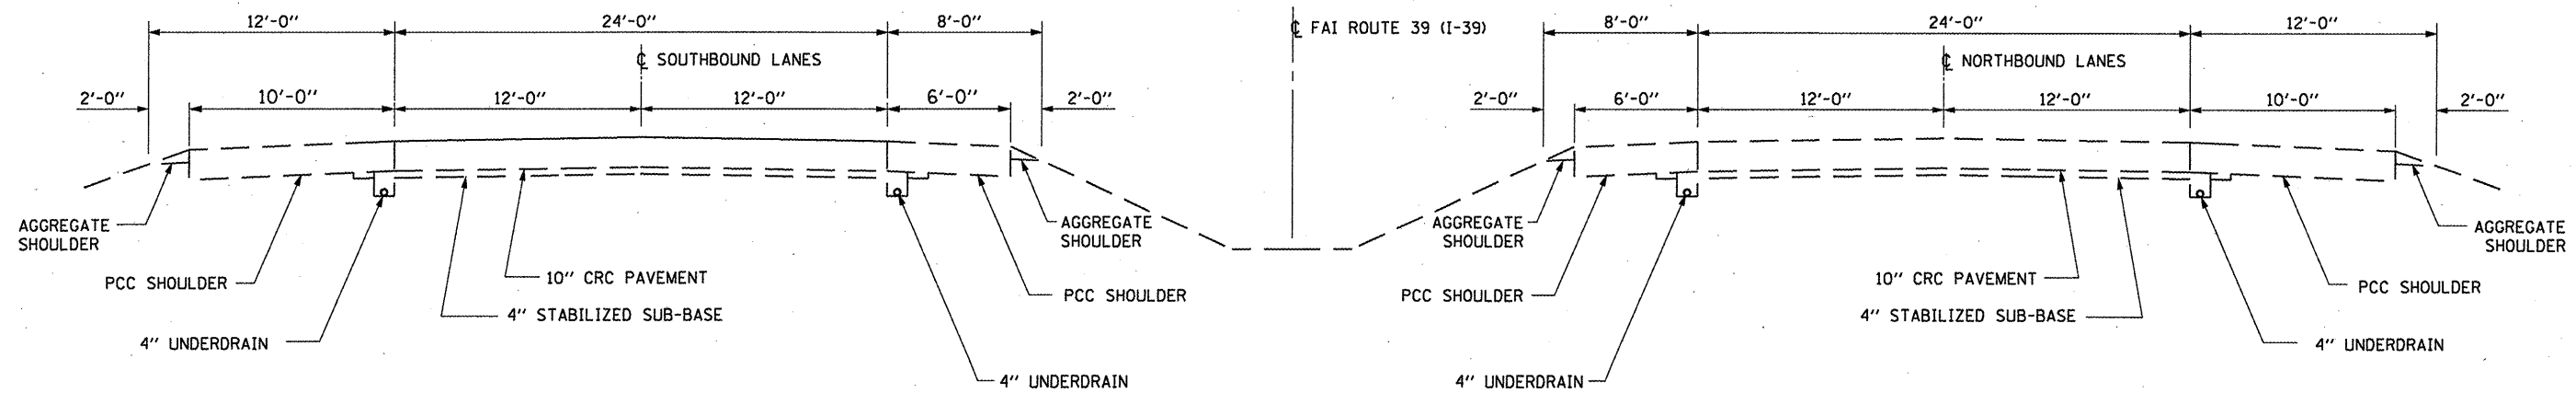 12'-0" 24'-0" 8'-0" ℄ FAI ROUTE 39 (I-39) 8'-0" 24'-0" 12'-0"
℄ SOUTHBOUND LANES ℄ NORTHBOUND LANES
2'-0" 10'-0" 12'-0" 12'-0" 6'-0" 2'-0" 2'-0" 6'-0" 12'-0" 12'-0" 10'-0" 2'-0"
AGGREGATE
SHOULDER
AGGREGATE
SHOULDER
AGGREGATE
SHOULDER
AGGREGATE
SHOULDER
PCC SHOULDER 10" CRC PAVEMENT PCC SHOULDER PCC SHOULDER 10" CRC PAVEMENT PCC SHOULDER
4" STABILIZED SUB-BASE 4" STABILIZED SUB-BASE
4" UNDERDRAIN 4" UNDERDRAIN
4" UNDERDRAIN 4" UNDERDRAIN